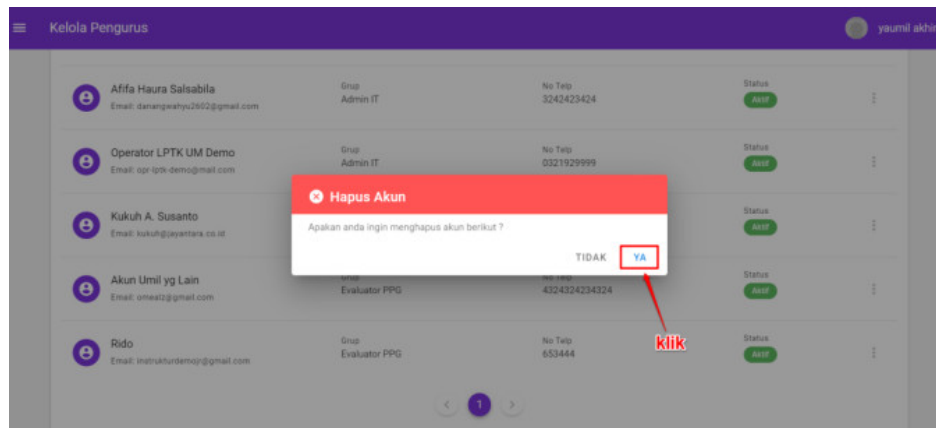 Kelola Pengurus
yaumil akhir
Afifa Haura Salsabila
Email: danangwahyu2602@gmail.com
Grup
Admin IT
No Telp
3242423424
Status
Aktif
Operator LPTK UM Demo
Email: opr-lptk-demo@mail.com
Grup
Admin IT
No Telp
0321929999
Status
Aktif
Hapus Akun
Apakan anda ingin menghapus akun berikut ?
TIDAK
YA
Kukuh A. Susanto
Email: kukuh@jayantara.co.id
Status
Aktif
Akun Umil yg Lain
Email: omealz@gmail.com
Grup
Evaluator PPG
No Telp
4324324234324
Status
Aktif
klik
Rido
Email: instrukturdemojr@gmail.com
Grup
Evaluator PPG
No Telp
653444
Status
Aktif
1